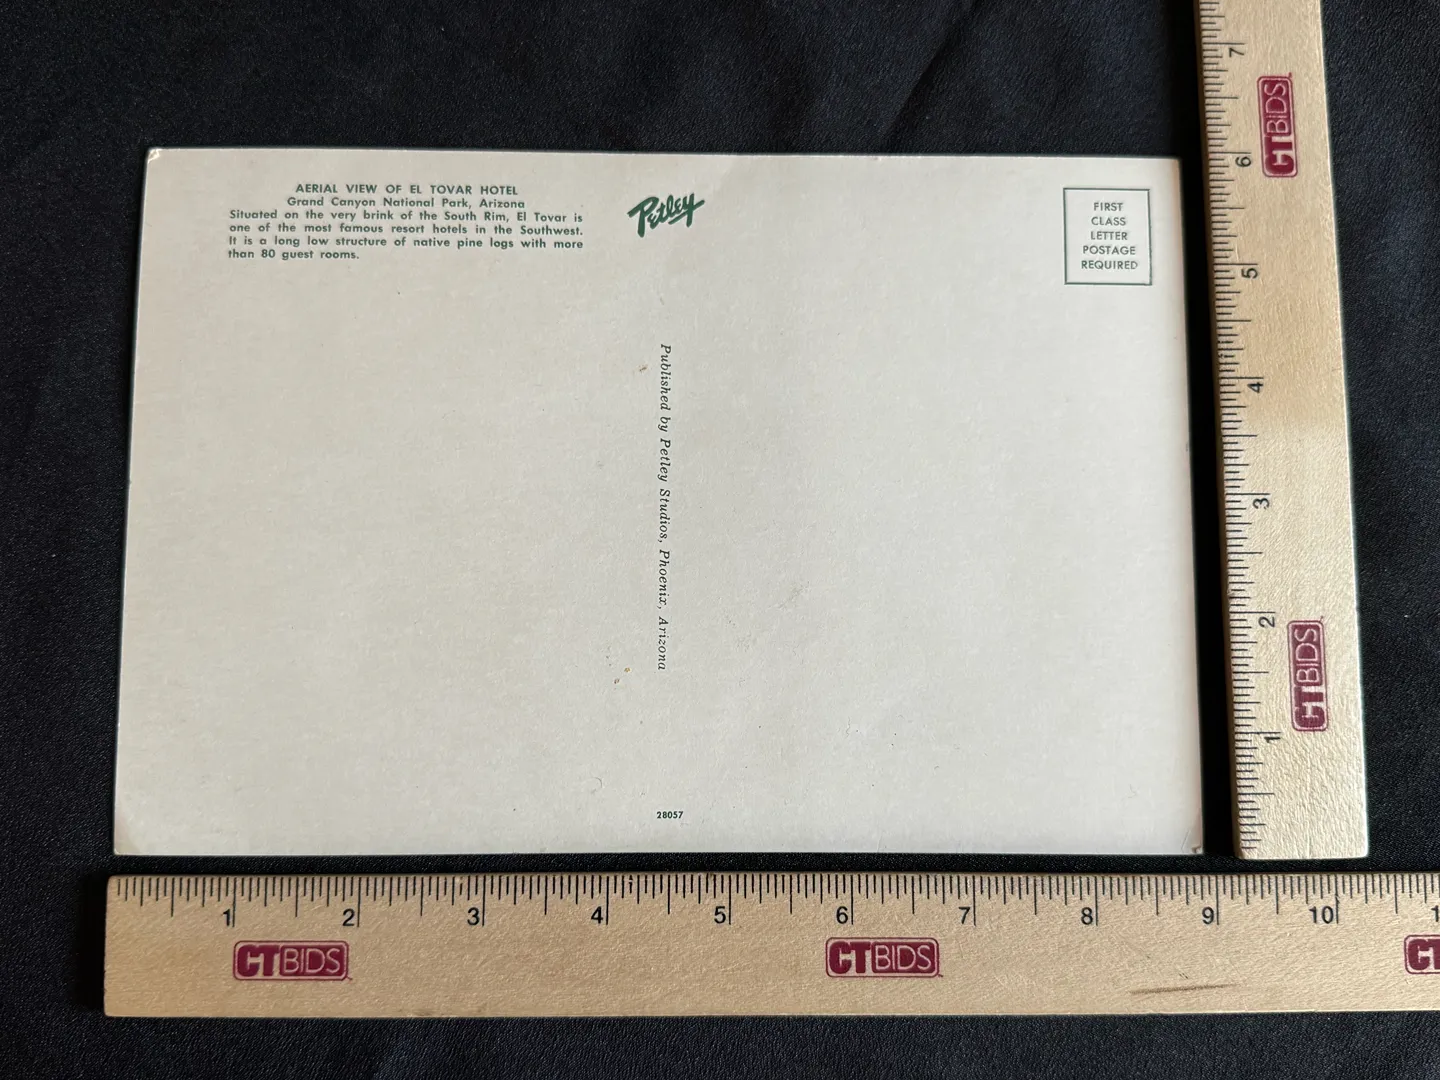 AERIAL VIEW OF EL TOVAR HOTEL
Grand Canyon National Park, Arizona
Situated on the very brink of the South Rim, El Tovar is
one of the most famous resort hotels in the Southwest.
It is a long low structure of native pine logs with more
than 80 guest rooms.
Petley
FIRST
CLASS
LETTER
POSTAGE
REQUIRED
Published by Petley Studios, Phoenix, Arizona
28057
7
6
5
4
3
2
1
CTBIDS
CTBIDS
1 2 3 4 5 6 7 8 9 10
CTBIDS CTBIDS